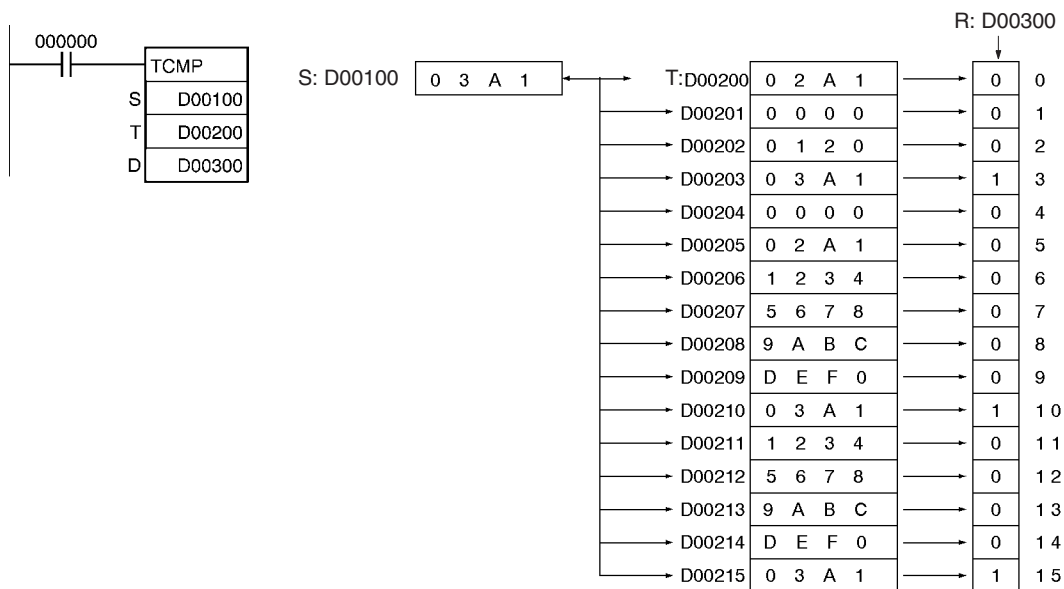 R: D00300
000000
TCMP
S D00100
T D00200
D D00300
S: D00100 0 3 A 1
T:D00200 0 2 A 1 0 0
D00201 0 0 0 0 0 1
D00202 0 1 2 0 0 2
D00203 0 3 A 1 1 3
D00204 0 0 0 0 0 4
D00205 0 2 A 1 0 5
D00206 1 2 3 4 0 6
D00207 5 6 7 8 0 7
D00208 9 A B C 0 8
D00209 D E F 0 0 9
D00210 0 3 A 1 1 10
D00211 1 2 3 4 0 11
D00212 5 6 7 8 0 12
D00213 9 A B C 0 13
D00214 D E F 0 0 14
D00215 0 3 A 1 1 15